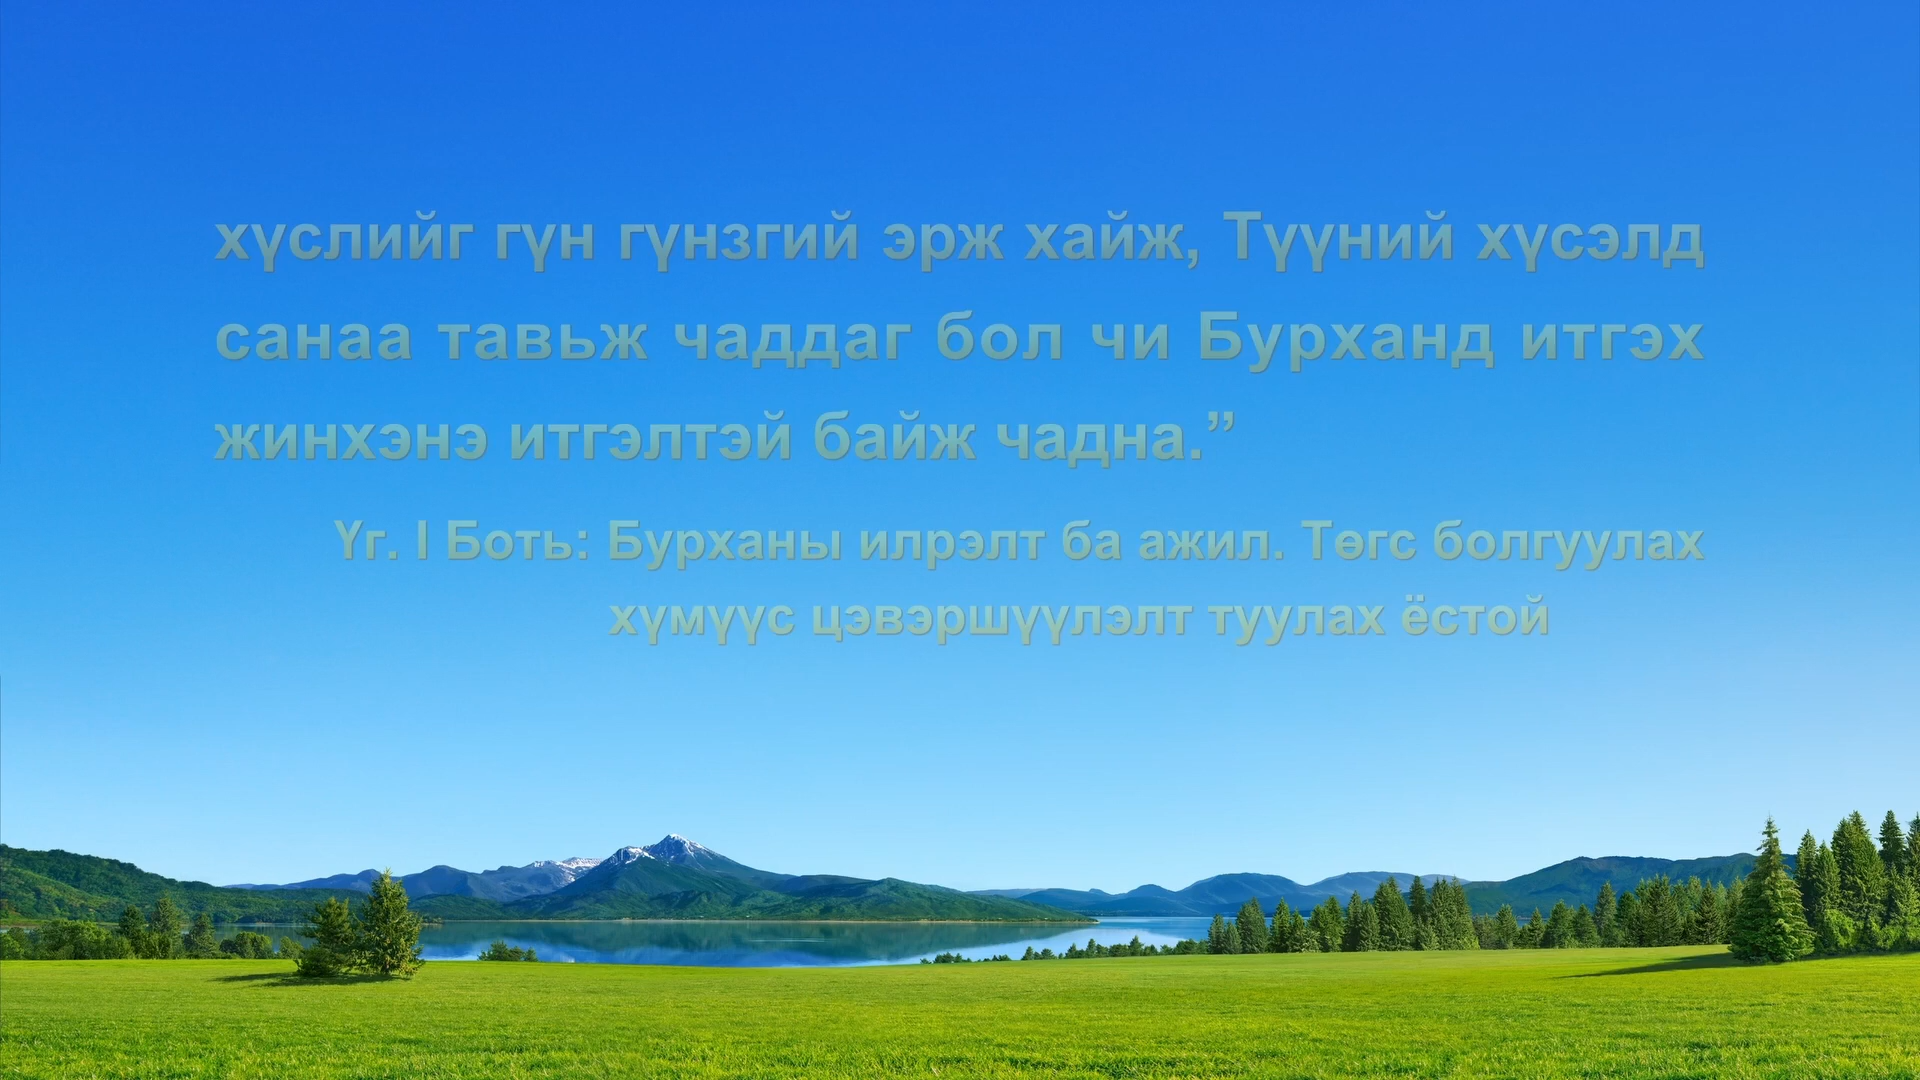 хүслийг гүн гүнзгий эрж хайж, Түүний хүсэлд
санаа тавьж чаддаг бол чи Бурханд итгэх
жинхэнэ итгэлтэй байж чадна.”
Үг. I Боть: Бурханы илрэлт ба ажил. Төгс болгуулах
хүмүүс цэвэршүүлэлт туулах ёстой